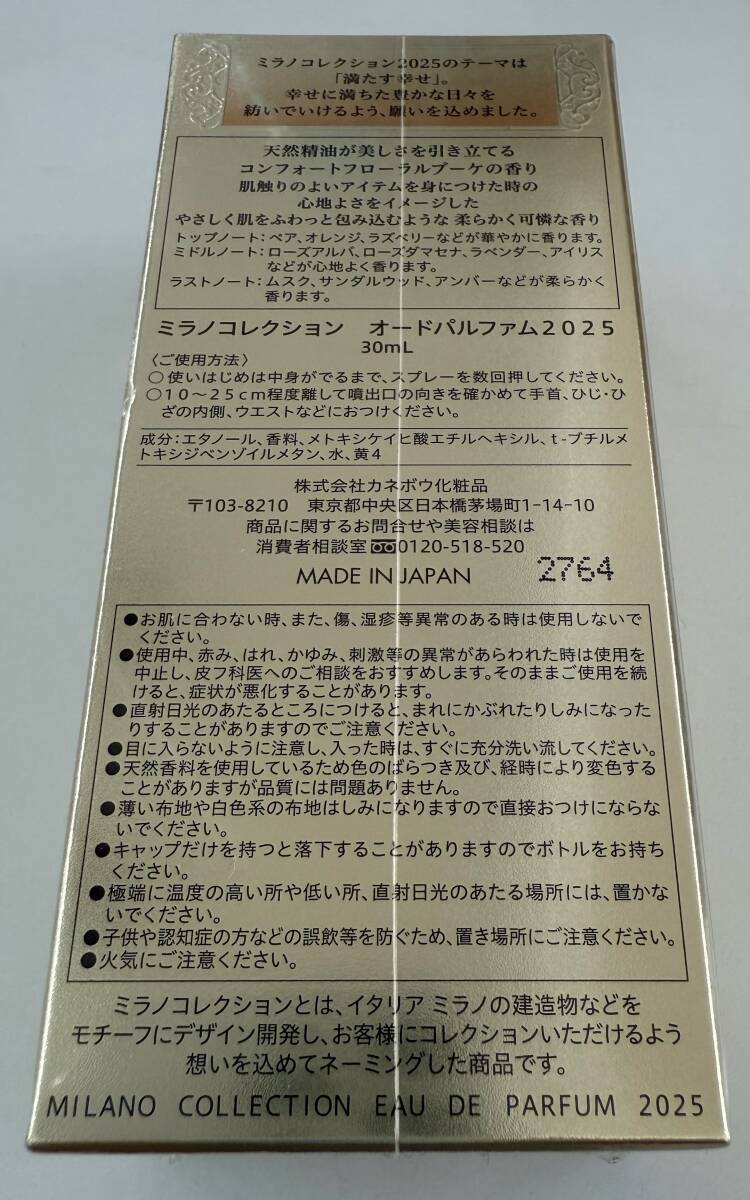 ミラノコレクション2025のテーマは
「満たす幸せ」。
幸せに満ちた豊かな日々を
紡いでいけるよう、願いを込めました。
天然精油が美しさを引き立てる
コンフォートフローラルブーケの香り
肌触りのよいアイテムを身につけた時の
心地よさをイメージした
やさしく肌をふわっと包み込むような 柔らかく可憐な香り
トップノート：ペア、オレンジ、ラズベリーなどが華やかに香ります。
ミドルノート：ローズアルバ、ローズダマセナ、ラベンダー、アイリス
などが心地よく香ります。
ラストノート：ムスク、サンダルウッド、アンバーなどが柔らかく
香ります。
ミラノコレクション オードパルファム2025
30mL
〈ご使用方法〉
○使いはじめは中身がでるまで、スプレーを数回押してください。
○10～25cm程度離して噴出口の向きを確かめて手首、ひじ・ひ
ざの内側、ウエストなどにおつけください。
成分：エタノール、香料、メトキシケイヒ酸エチルヘキシル、t-ブチルメ
トキシジベンゾイルメタン、水、黄4
株式会社カネボウ化粧品
〒103-8210 東京都中央区日本橋茅場町1-14-10
商品に関するお問合せや美容相談は
消費者相談室 0120-518-520
MADE IN JAPAN 2764
●お肌に合わない時、また、傷、湿疹等異常のある時は使用しないで
ください。
●使用中、赤み、はれ、かゆみ、刺激等の異常があらわれた時は使用を
中止し、皮フ科医へのご相談をおすすめします。そのままご使用を続
けると、症状が悪化することがあります。
●直射日光のあたるところにつけると、まれにかぶれたりしみになった
りすることがありますのでご注意ください。
●目に入らないように注意し、入った時は、すぐに充分洗い流してください。
●天然香料を使用しているため色のばらつき及び、経時により変色する
ことがありますが品質には問題ありません。
●薄い布地や白色系の布地はしみになりますので直接おつけにならな
いでください。
●キャップだけを持つと落下することがありますのでボトルをお持ち
ください。
●極端に温度の高い所や低い所、直射日光のあたる場所には、置かな
いでください。
●子供や認知症の方などの誤飲等を防ぐため、置き場所にご注意ください。
●火気にご注意ください。
ミラノコレクションとは、イタリア ミラノの建造物などを
モチーフにデザイン開発し、お客様にコレクションいただけるよう
想いを込めてネーミングした商品です。
MILANO COLLECTION EAU DE PARFUM 2025